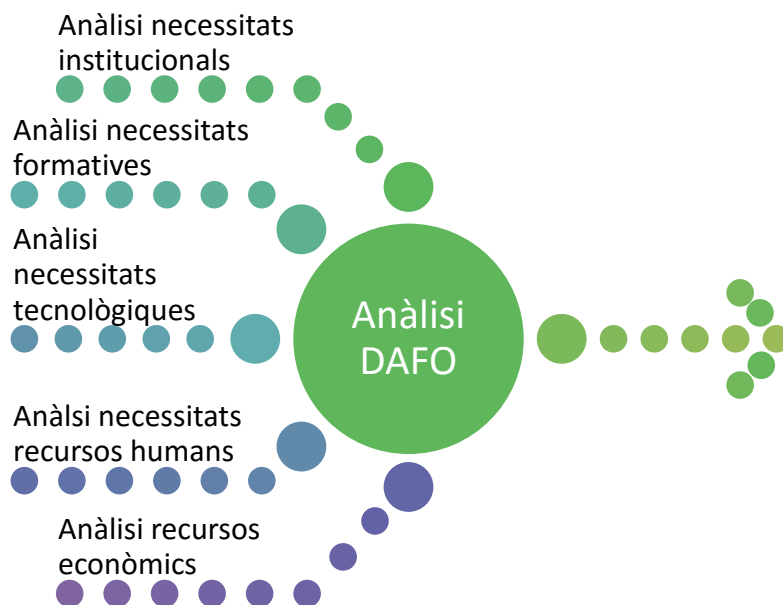 Anàlisi necessitats
institucionals
Anàlisi necessitats
formatives
Anàlisi
necessitats
tecnològiques
Anàlsi necessitats
recursos humans
Anàlisi recursos
econòmics
Anàlisi
DAFO